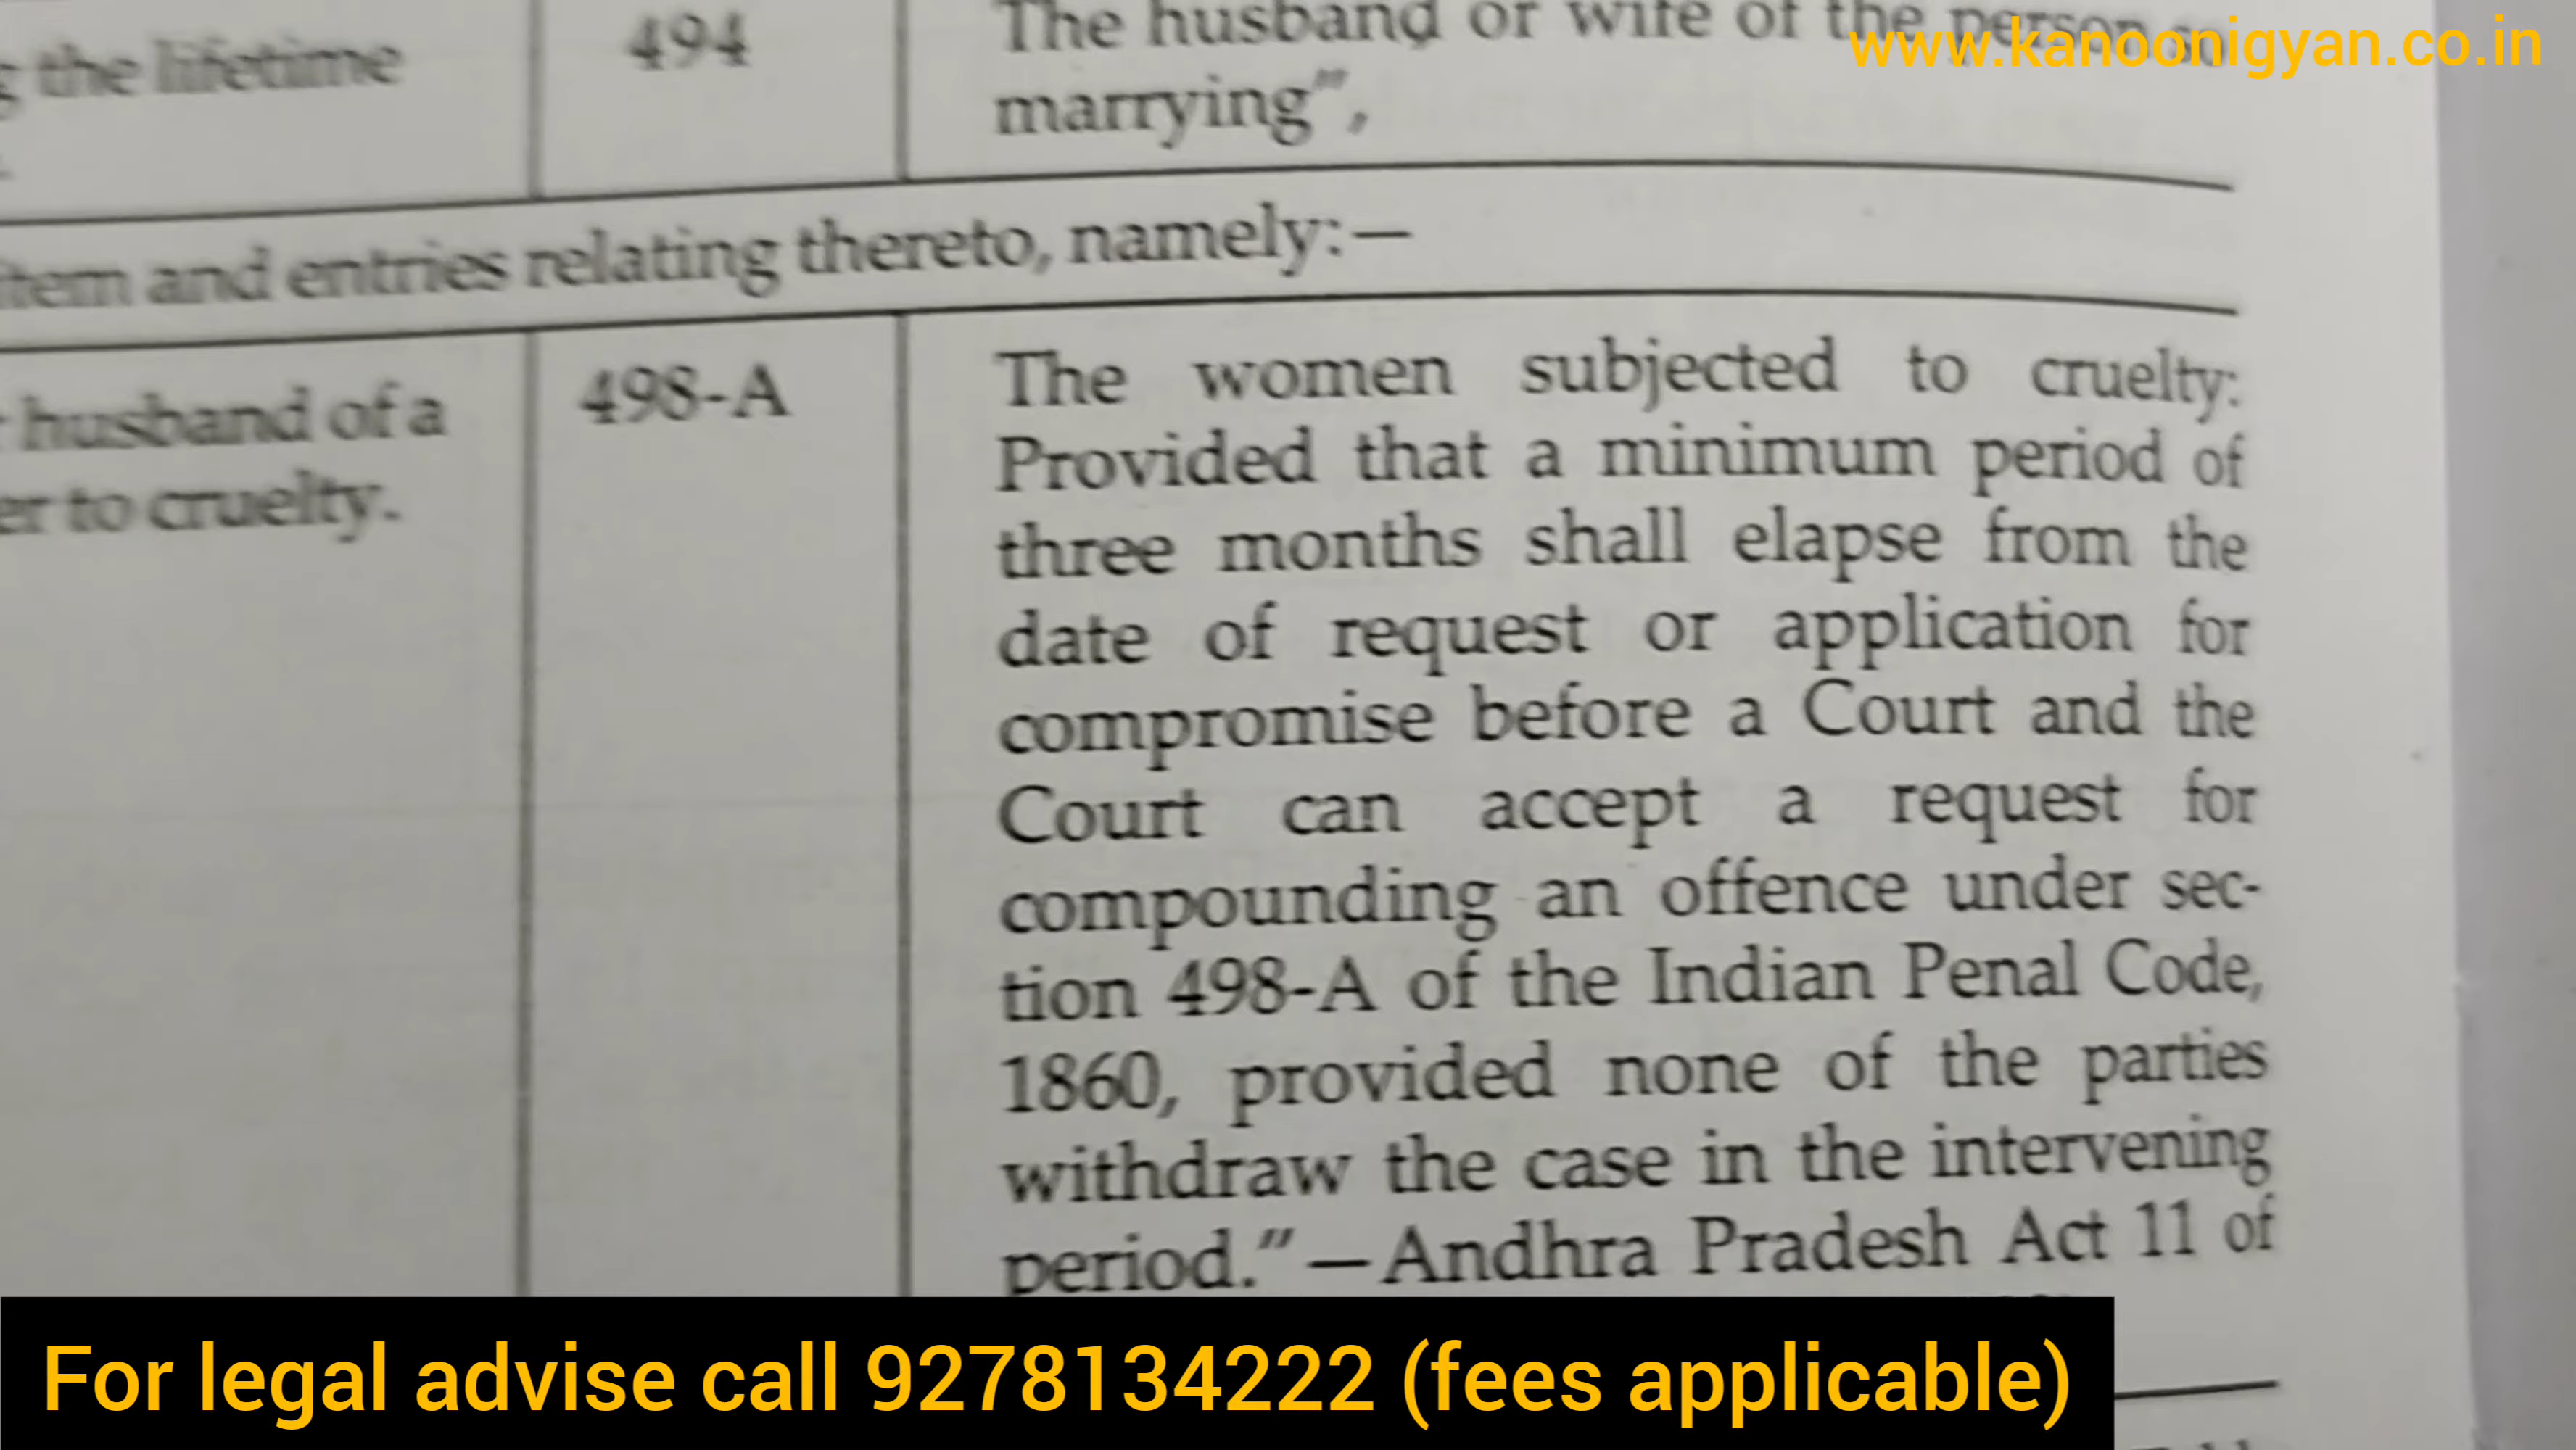 www.kanoonigyan.co.in
the lifetime
494
The husband or wife of the person so
marrying”,
item and entries relating thereto, namely:—
husband of a
er to cruelty.
498-A
The women subjected to cruelty:
Provided that a minimum period of
three months shall elapse from the
date of request or application for
compromise before a Court and the
Court can accept a request for
compounding an offence under sec-
tion 498-A of the Indian Penal Code,
1860, provided none of the parties
withdraw the case in the intervening
period.”—Andhra Pradesh Act 11 of
For legal advise call 9278134222 (fees applicable)